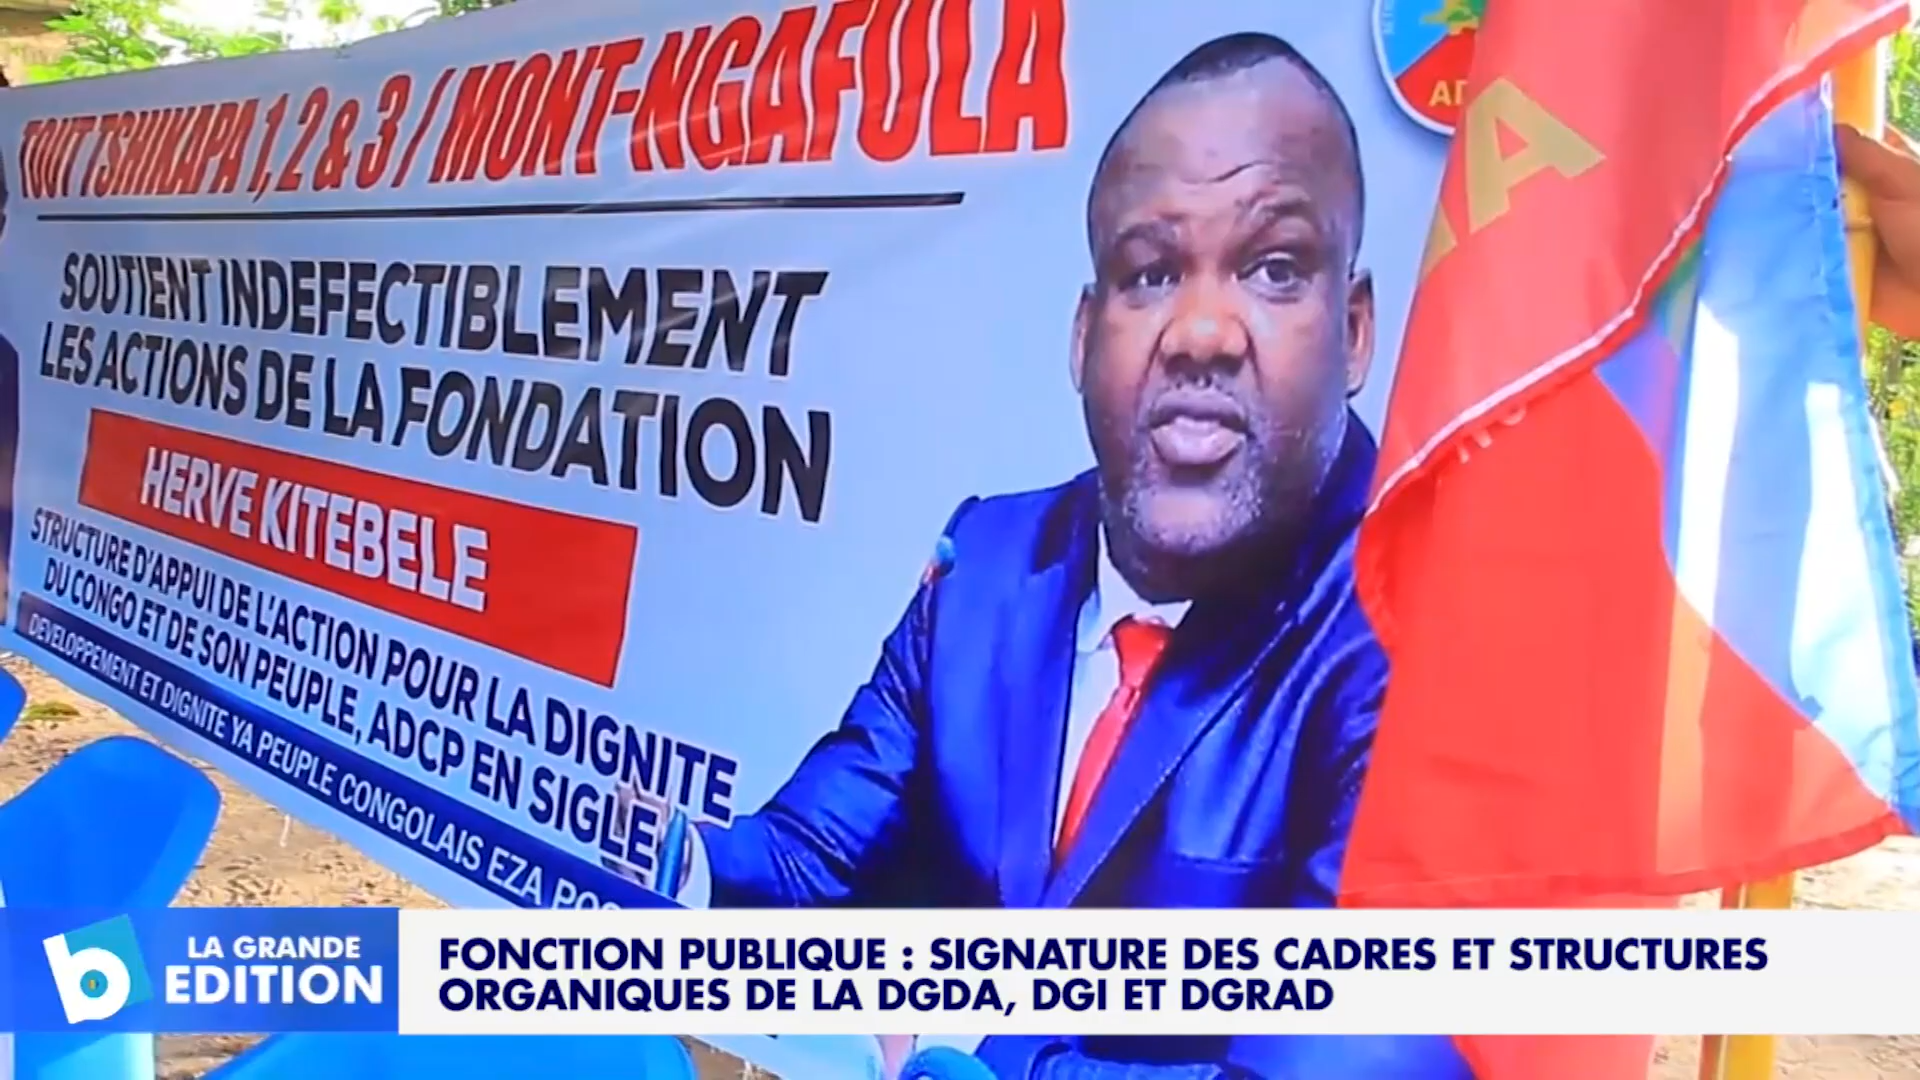 TOUT TSHIKAPA 1, 2 & 3 / MONT-NGAFULA
SOUTIENT INDEFECTIBLEMENT
LES ACTIONS DE LA FONDATION
HERVE KITEBELE
STRUCTURE D'APPUI DE L'ACTION POUR LA DIGNITE
DU CONGO ET DE SON PEUPLE, ADCP EN SIGLE
DEVELOPPEMENT ET DIGNITE YA PEUPLE CONGOLAIS EZA
A
b
LA GRANDE
EDITION
FONCTION PUBLIQUE : SIGNATURE DES CADRES ET STRUCTURES
ORGANIQUES DE LA DGDA, DGI ET DGRAD